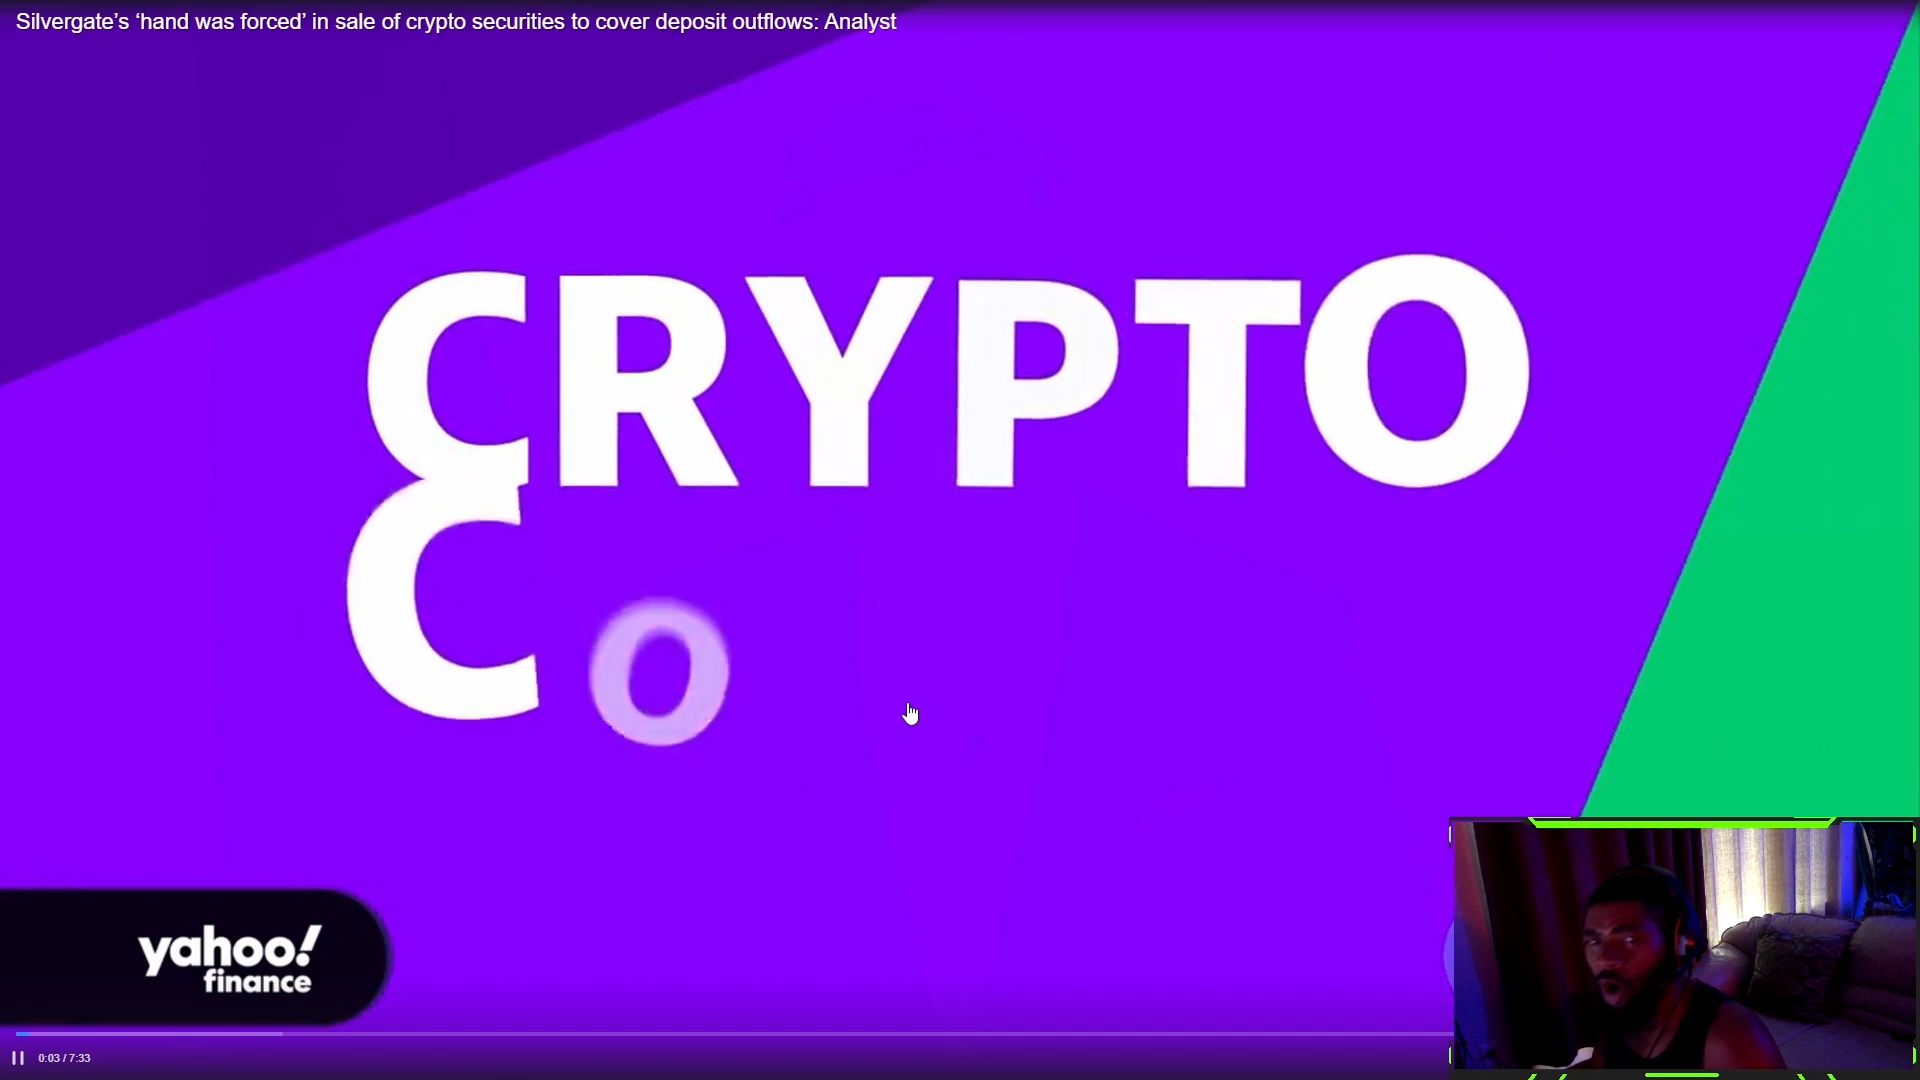 Silvergate’s ‘hand was forced’ in sale of crypto securities to cover deposit outflows: Analyst
CRYPTO
CO
yahoo!
finance
0:03 / 7:33